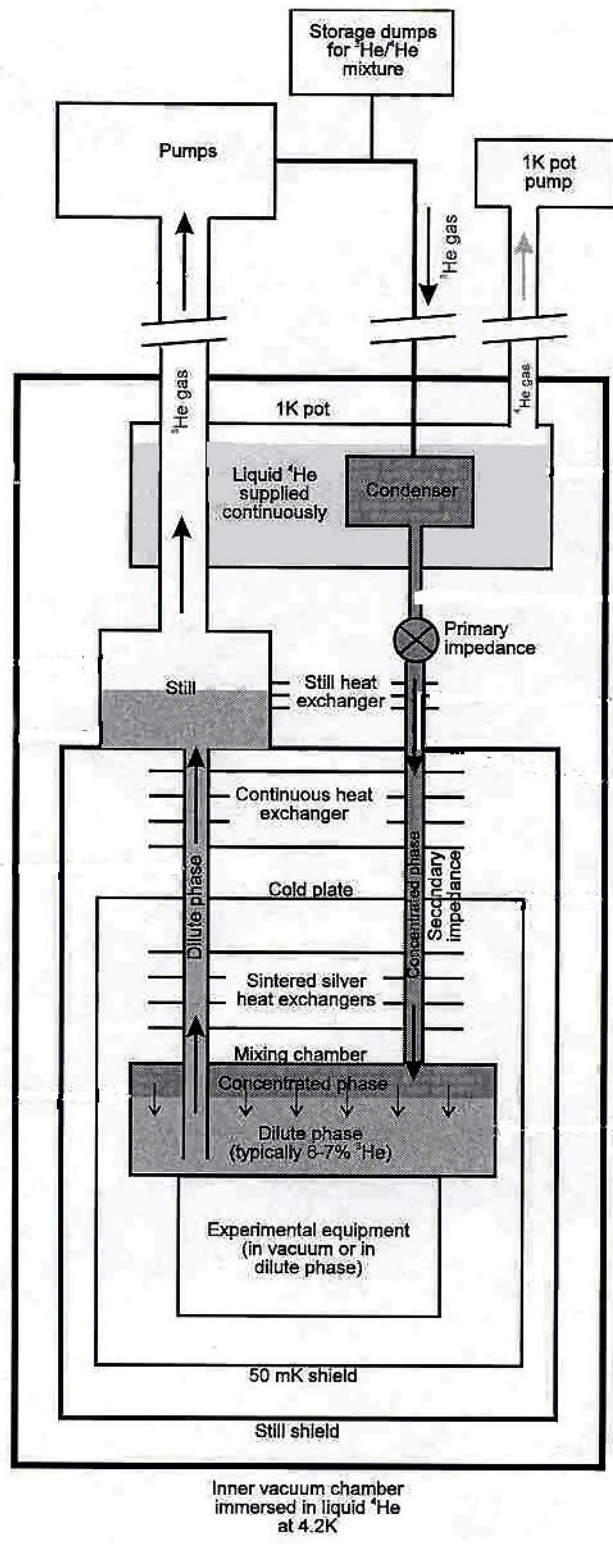 Storage dumps
for ³He/⁴He
mixture
Pumps
1K pot
pump
³He gas
³He gas
⁴He gas
1K pot
Liquid ⁴He
supplied
continuously
Condenser
Primary
impedance
Still
Still heat
exchanger
Continuous heat
exchanger
Dilute phase
Concentrated phase
Secondary
impedance
Cold plate
Sintered silver
heat exchangers
Mixing chamber
Concentrated phase
Dilute phase
(typically 6-7% ³He)
Experimental equipment
(in vacuum or in
dilute phase)
50 mK shield
Still shield
Inner vacuum chamber
immersed in liquid ⁴He
at 4.2K